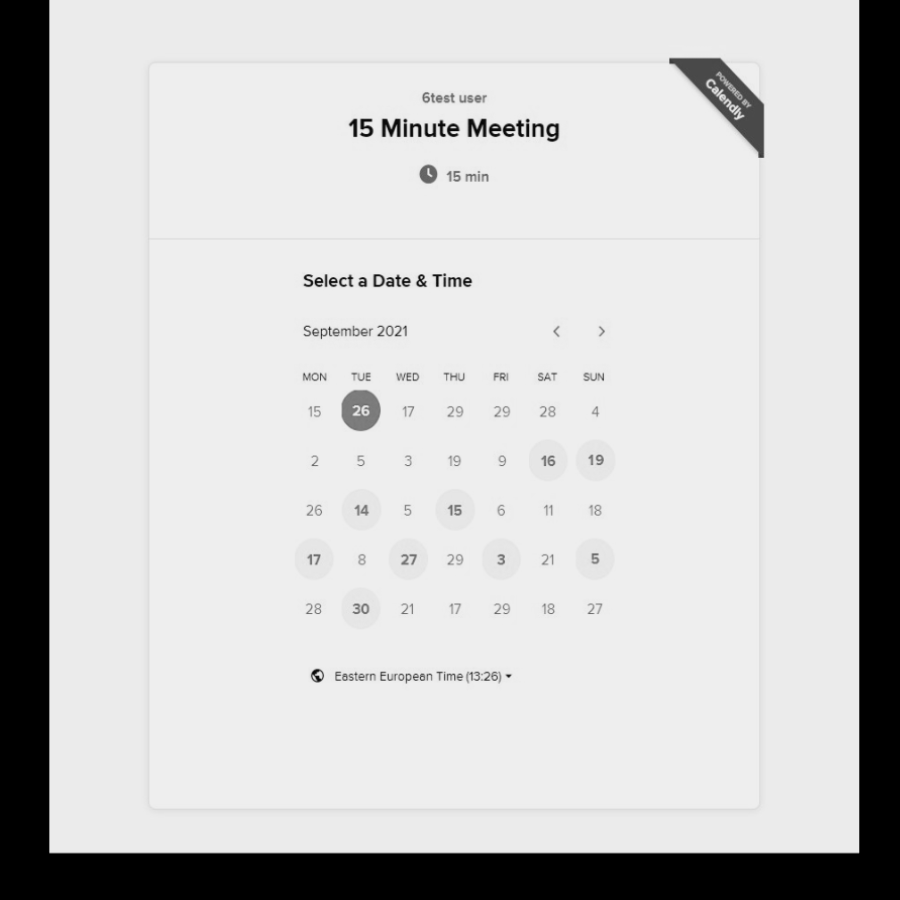 POWERED BY
Calendly
6test user
15 Minute Meeting
15 min
Select a Date & Time
September 2021
MON TUE WED THU FRI SAT SUN
15 26 17 29 29 28 4
2 5 3 19 9 16 19
26 14 5 15 6 11 18
17 8 27 29 3 21 5
28 30 21 17 29 18 27
Eastern European Time (13:26)